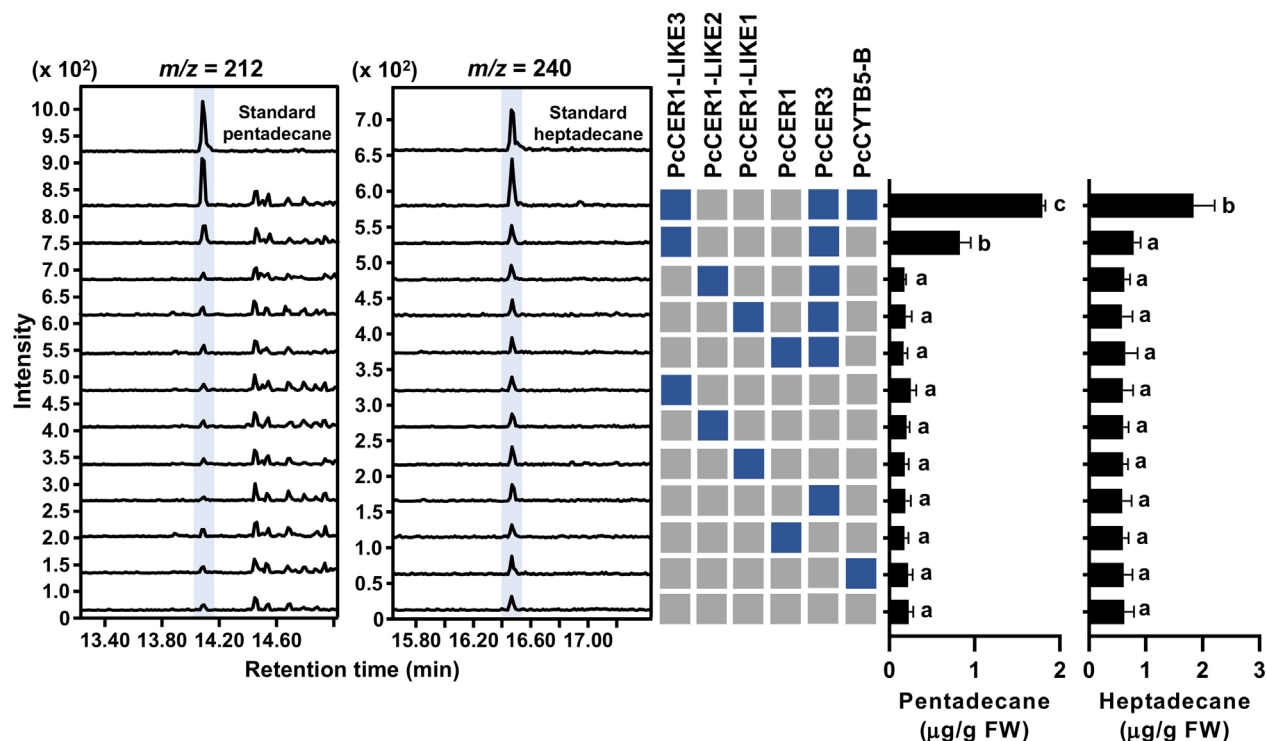 (x 10²)
m/z = 212
Standard
pentadecane
10.0
9.5
9.0
8.5
8.0
7.5
7.0
6.5
6.0
5.5
5.0
4.5
4.0
3.5
3.0
2.5
2.0
1.5
1.0
0
Intensity
13.40 13.80 14.20 14.60
(x 10²)
m/z = 240
Standard
heptadecane
7.0
6.5
6.0
5.5
5.0
4.5
4.0
3.5
3.0
2.5
2.0
1.5
1.0
0.5
0
15.80 16.20 16.60 17.00
Retention time (min)
PcCER1-LIKE3
PcCER1-LIKE2
PcCER1-LIKE1
PcCER1
PcCER3
PcCYTB5-B
c
b
a
a
a
a
a
a
a
a
a
a
0 1 2
Pentadecane
(µg/g FW)
b
a
a
a
a
a
a
a
a
a
a
a
0 1 2 3
Heptadecane
(µg/g FW)